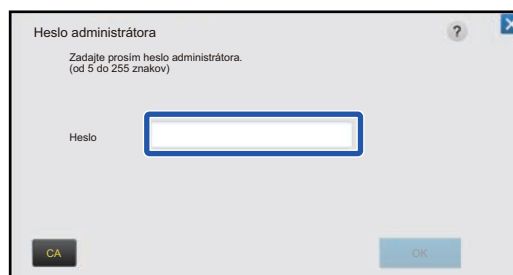 Heslo administrátora
?
Zadajte prosím heslo administrátora.
(od 5 do 255 znakov)
Heslo
CA
OK